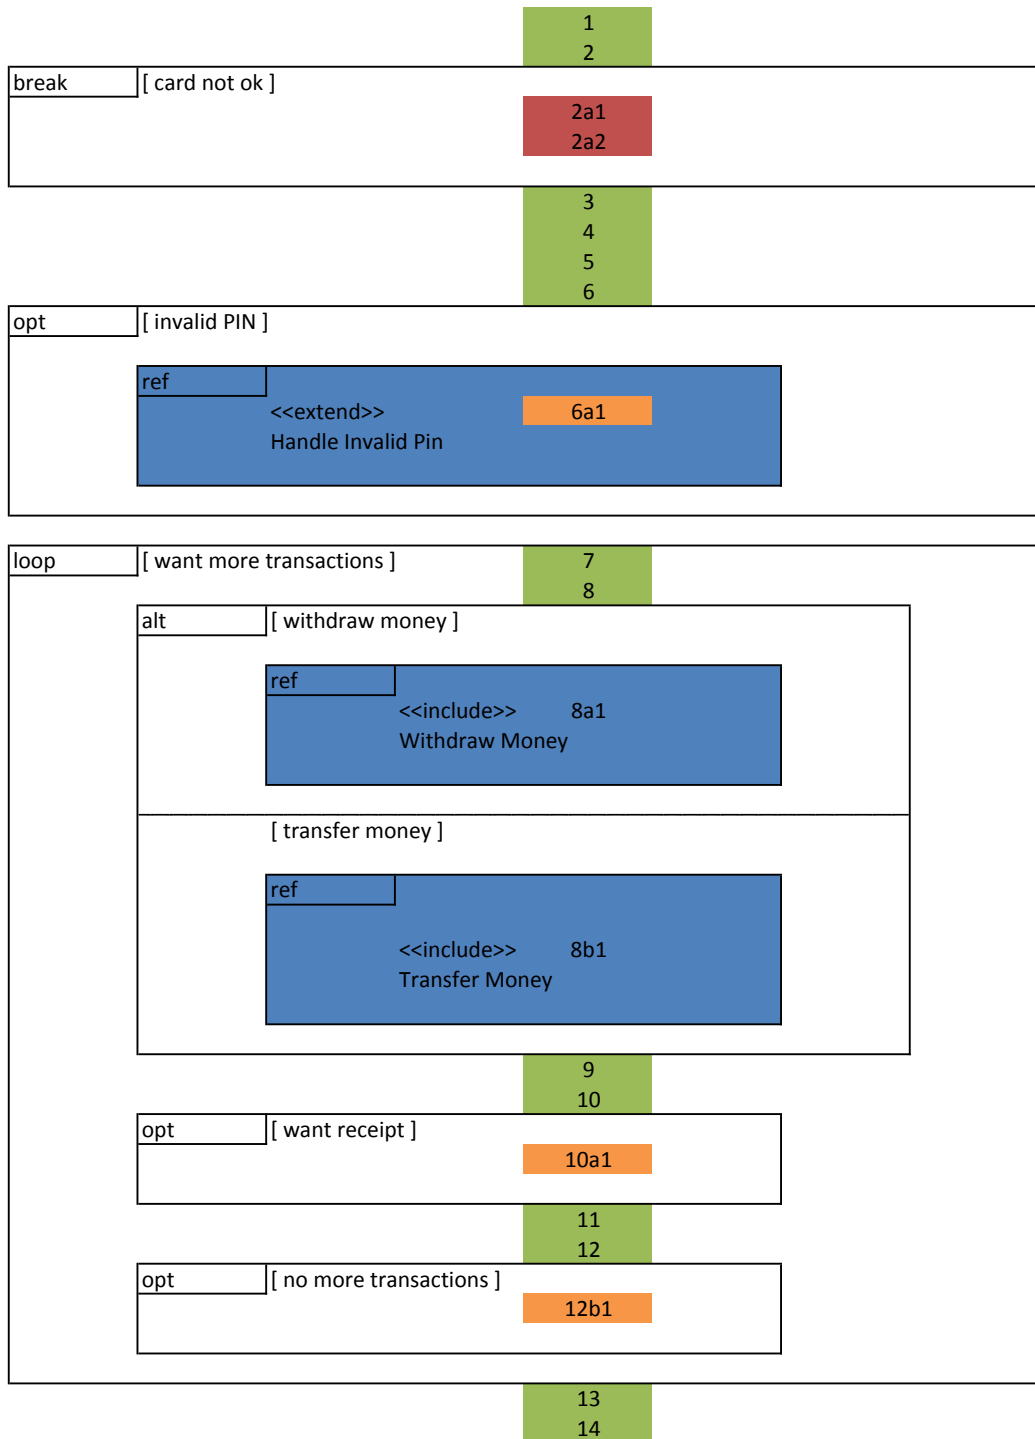 1
2
break [ card not ok ]
2a1
2a2
3
4
5
6
opt [ invalid PIN ]
ref
<<extend>> 6a1
Handle Invalid Pin
loop [ want more transactions ] 7
8
alt [ withdraw money ]
ref
<<include>> 8a1
Withdraw Money
[ transfer money ]
ref
<<include>> 8b1
Transfer Money
9
10
opt [ want receipt ]
10a1
11
12
opt [ no more transactions ]
12b1
13
14